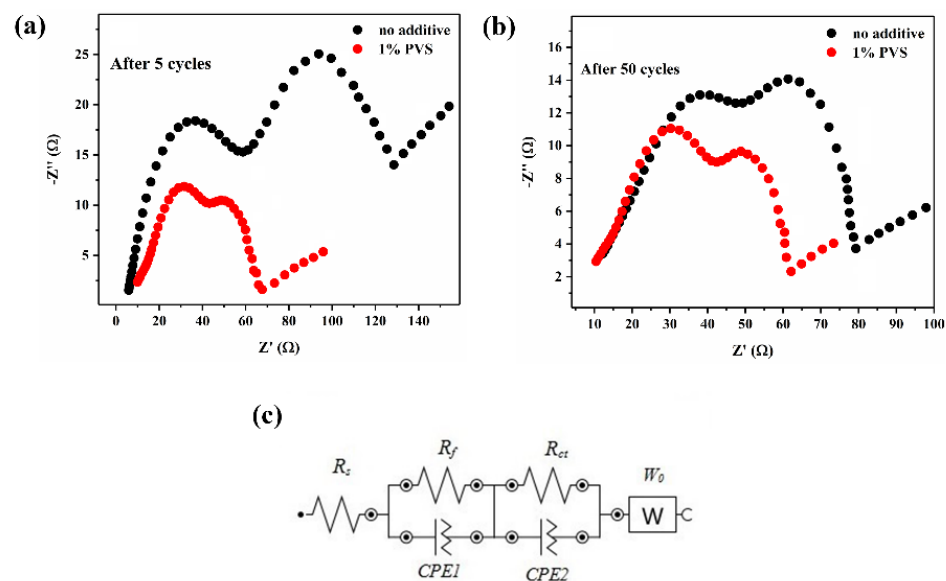 (a)
no additive
1% PVS
After 5 cycles
-Z'' (Ω)
25
20
15
10
5
0 20 40 60 80 100 120 140
Z' (Ω)
(b)
no additive
1% PVS
After 50 cycles
-Z'' (Ω)
16
14
12
10
8
6
4
2
10 20 30 40 50 60 70 80 90 100
Z' (Ω)
(c)
Rs
Rf
Rct
W0
W
CPE1
CPE2